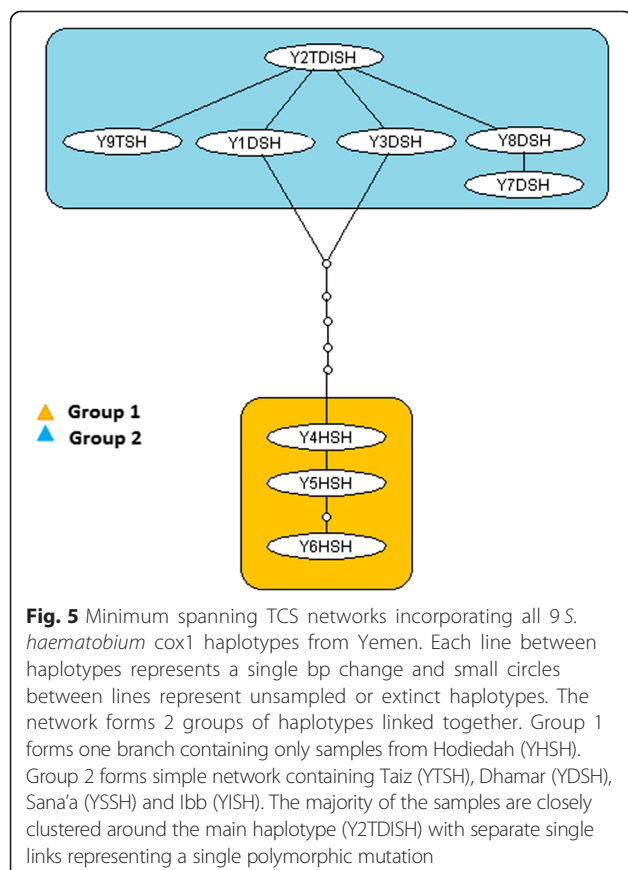 Y2TDISH
Y9TSH
Y1DSH
Y3DSH
Y8DSH
Y7DSH
Group 1
Group 2
Y4HSH
Y5HSH
Y6HSH
Fig. 5 Minimum spanning TCS networks incorporating all 9 S.
haematobium cox1 haplotypes from Yemen. Each line between
haplotypes represents a single bp change and small circles
between lines represent unsampled or extinct haplotypes. The
network forms 2 groups of haplotypes linked together. Group 1
forms one branch containing only samples from Hodiedah (YHSH).
Group 2 forms simple network containing Taiz (YTSH), Dhamar (YDSH),
Sana'a (YSSH) and Ibb (YISH). The majority of the samples are closely
clustered around the main haplotype (Y2TDISH) with separate single
links representing a single polymorphic mutation